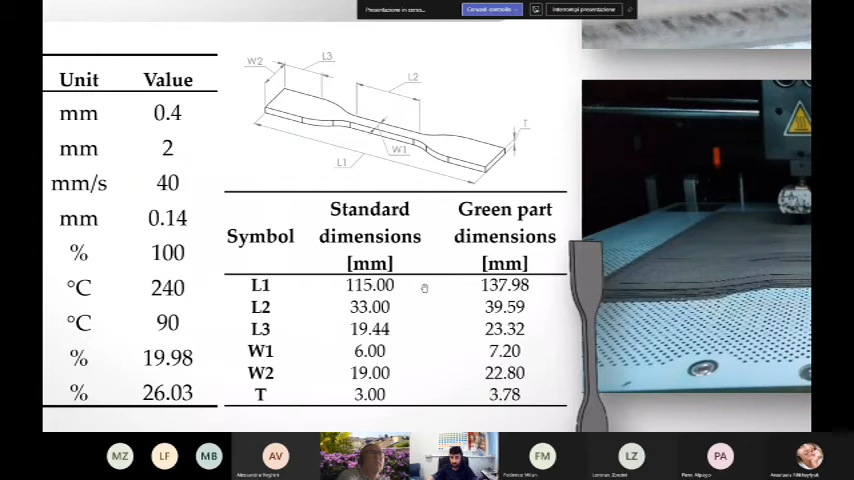 Presentazione in corso...
Concedi controllo
Interrompi presentazione
Unit Value
mm 0.4
mm 2
mm/s 40
mm 0.14
% 100
°C 240
°C 90
% 19.98
% 26.03
W2
L3
L2
T
W1
L1
Symbol Standard dimensions [mm] Green part dimensions [mm]
L1 115.00 137.98
L2 33.00 39.59
L3 19.44 23.32
W1 6.00 7.20
W2 19.00 22.80
T 3.00 3.78
MZ
LF
MB
AV
FM
LZ
PA